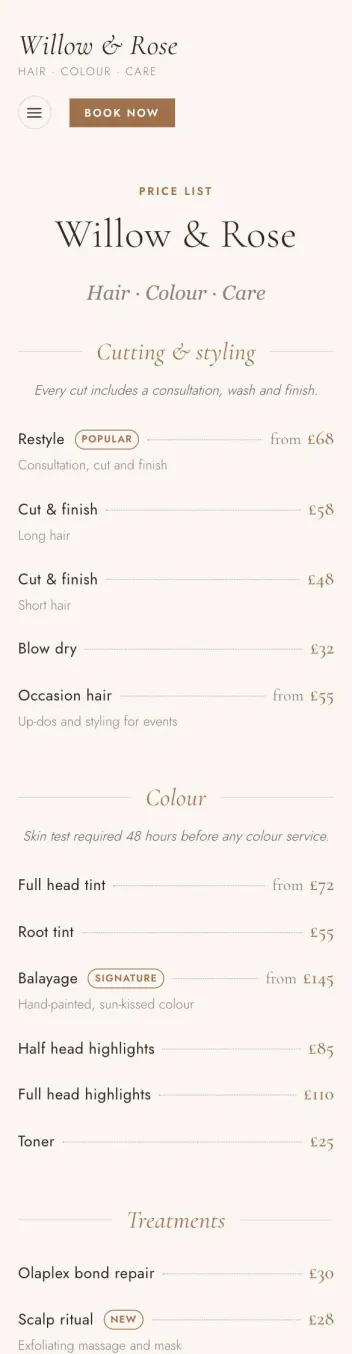 Willow & Rose
HAIR · COLOUR · CARE
BOOK NOW
PRICE LIST
Willow & Rose
Hair · Colour · Care
Cutting & styling
Every cut includes a consultation, wash and finish.
Restyle POPULAR from £68
Consultation, cut and finish
Cut & finish £58
Long hair
Cut & finish £48
Short hair
Blow dry £32
Occasion hair from £55
Up-dos and styling for events
Colour
Skin test required 48 hours before any colour service.
Full head tint from £72
Root tint £55
Balayage SIGNATURE from £145
Hand-painted, sun-kissed colour
Half head highlights £85
Full head highlights £110
Toner £25
Treatments
Olaplex bond repair £30
Scalp ritual NEW £28
Exfoliating massage and mask